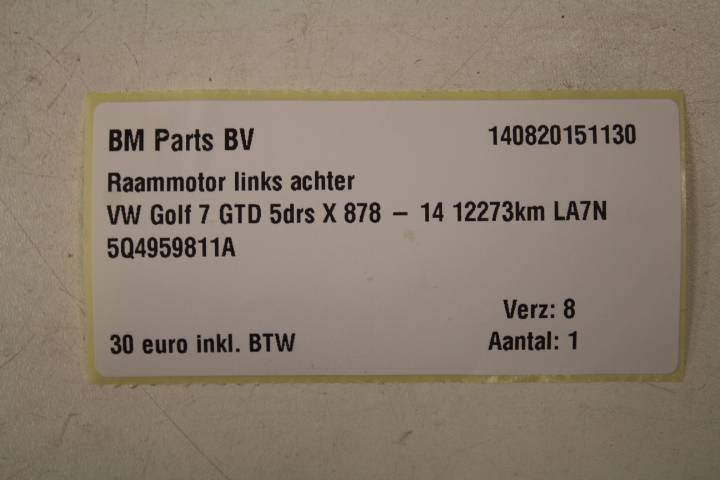 BM Parts BV 140820151130
Raammotor links achter
VW Golf 7 GTD 5drs X 878 – 14 12273km LA7N
5Q4959811A
Verz: 8
30 euro inkl. BTW Aantal: 1